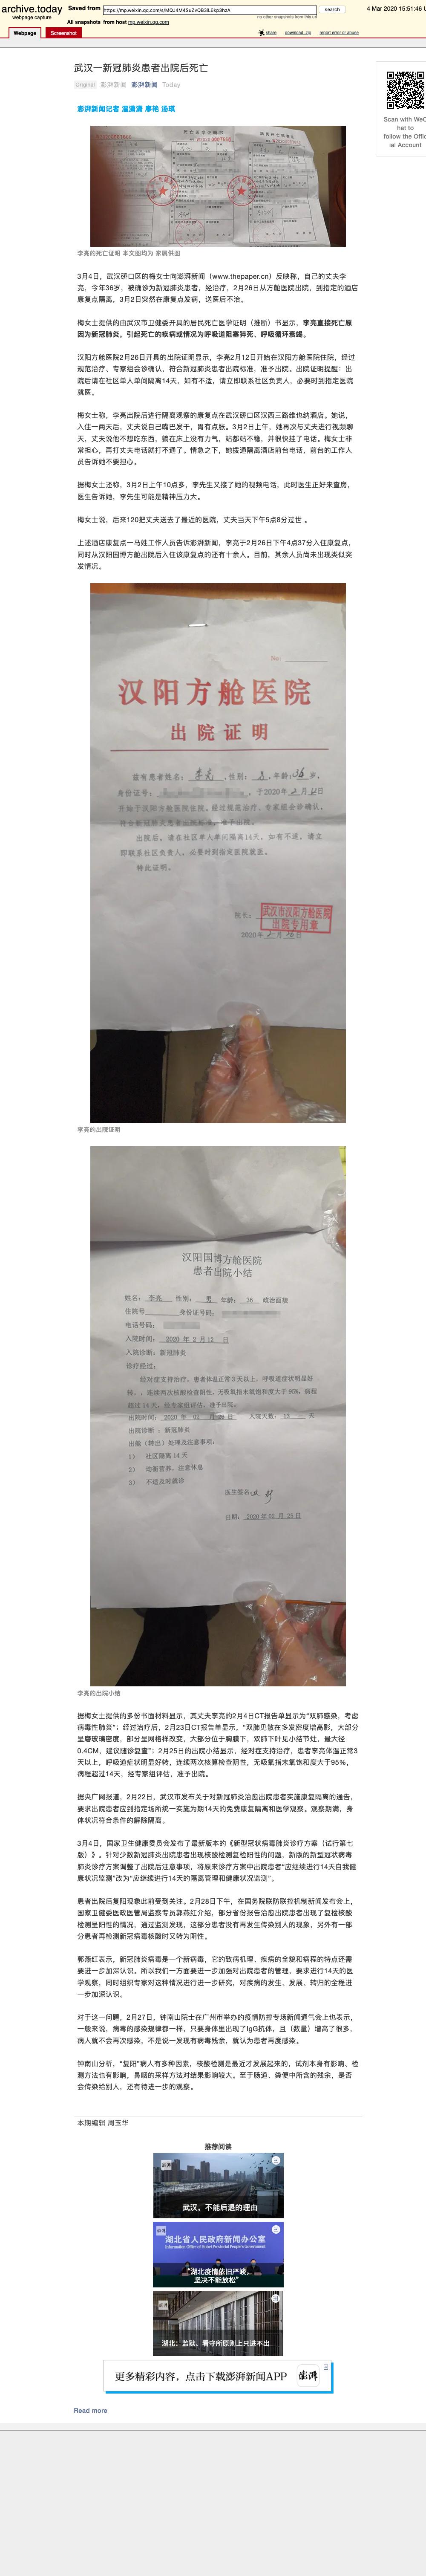 archive.today
webpage capture
Saved from https://mp.weixin.qq.com/s/MQJ4M4SuZvQB3iL6kp3hzA
search
4 Mar 2020 15:51:46 U
no other snapshots from this url
All snapshots from host mp.weixin.qq.com
Webpage
Screenshot
share
download .zip
report error or abuse
武汉一新冠肺炎患者出院后死亡
Original 澎湃新闻 澎湃新闻 Today
Scan with WeC
hat to
follow the Offic
ial Account
澎湃新闻记者 温潇潇 廖艳 汤琪
李亮的死亡证明 本文图均为 家属供图
3月4日，武汉硚口区的梅女士向澎湃新闻（www.thepaper.cn）反映称，自己的丈夫李
亮，今年36岁，被确诊为新冠肺炎患者，经治疗，2月26日从方舱医院出院，到指定的酒店
康复点隔离，3月2日突然在康复点发病，送医后不治。
梅女士提供的由武汉市卫健委开具的居民死亡医学证明（推断）书显示，李亮直接死亡原
因为新冠肺炎，引起死亡的疾病或情况为呼吸道阻塞猝死、呼吸循环衰竭。
汉阳方舱医院2月26日开具的出院证明显示，李亮2月12日开始在汉阳方舱医院住院，经过
规范治疗、专家组会诊确认，符合新冠肺炎患者出院标准，准予出院。出院证明提醒：出
院后请在社区单人单间隔离14天，如有不适，请立即联系社区负责人，必要时到指定医院
就医。
梅女士称，李亮出院后进行隔离观察的康复点在武汉硚口区汉西三路维也纳酒店。她说，
入住一两天后，丈夫说自己嘴巴发干，胃有点胀。3月2日上午，她再次与丈夫进行视频聊
天，丈夫说他不想吃东西，躺在床上没有力气，站都站不稳，并很快挂了电话。梅女士非
常担心，再打丈夫电话就打不通了。情急之下，她拨通隔离酒店前台电话，前台的工作人
员告诉她不要担心。
据梅女士还称，3月2日上午10点多，李先生又接了她的视频电话，此时医生正好来查房，
医生告诉她，李先生可能是精神压力大。
梅女士说，后来120把丈夫送去了最近的医院，丈夫当天下午5点8分过世 。
上述酒店康复点一马姓工作人员告诉澎湃新闻，李亮于2月26日下午4点37分入住康复点，
同时从汉阳国博方舱出院后入住该康复点的还有十余人。目前，其余人员尚未出现类似突
发情况。
No:
汉阳方舱医院
出院证明
兹有患者姓名：李亮，性别：男，年龄：36岁，
身份证号： 于2020年2月12日
开始于汉阳方舱医院住院，经过规范治疗、专家组会诊确认，
符合新冠肺炎患者出院标准，准予出院。
出院后，请在社区单人单间隔离14天，如有不适，请立
即联系社区负责人，必要时到指定医院就医。
特此证明。
院长：
武汉市汉阳方舱医院
出院专用章
2020年2月26日
李亮的出院证明
汉阳国博方舱医院
患者出院小结
姓名： 李亮 性别： 男 年龄： 36 政治面貌
住院号 身份证号码：
电话号码：
入院时间： 2020 年 2 月 12 日
入院诊断：新冠肺炎
诊疗经过：
经对症支持治疗，患者体温正常3天以上，呼吸道症状明显好
转，，连续两次核酸检查阴性，无吸氧指末氧饱和度大于95%，病程
超过14天，经专家组评估，准予出院。
出院时间： 2020 年 02 月 26 日 入院天数： 13 天
出院诊断 ：新冠肺炎
出舱（转出）处理及注意事项：
1） 社区隔离14天
2） 均衡营养，注意休息
3） 不适及时就诊
医生签名：
日期：2020年02月25日
李亮的出院小结
据梅女士提供的多份书面材料显示，其丈夫李亮的2月4日CT报告单显示为“双肺感染，考虑
病毒性肺炎”；经过治疗后，2月23日CT报告单显示，“双肺见散在多发密度增高影，大部分
呈磨玻璃密度，部分呈网格样改变，大部分位于胸膜下，双肺下叶见小结节灶，最大径
0.4CM，建议随诊复查”：2月25日的出院小结显示，经对症支持治疗，患者李亮体温正常3
天以上，呼吸道症状明显好转，连续两次核算检查阴性，无吸氧指末氧饱和度大于95%，
病程超过14天，经专家组评估，准予出院。
据央广网报道，2月22日，武汉市发布关于对新冠肺炎治愈出院患者实施康复隔离的通告，
要求出院患者应到指定场所统一实施为期14天的免费康复隔离和医学观察。观察期满，身
体状况符合条件的解除隔离。
3月4日，国家卫生健康委员会发布了最新版本的《新型冠状病毒肺炎诊疗方案（试行第七
版）》。针对少数新冠肺炎出院患者出现核酸检测复检阳性的问题，新版的新型冠状病毒
肺炎诊疗方案调整了出院后注意事项，将原来诊疗方案中出院患者“应继续进行14天自我健
康状况监测”改为“应继续进行14天的隔离管理和健康状况监测”。
患者出院后复阳现象此前受到关注。2月28日下午，在国务院联防联控机制新闻发布会上，
国家卫健委医政医管局监察专员郭燕红介绍，部分省份报告治愈出院患者出现了复检核酸
检测呈阳性的情况，通过监测发现，这部分患者没有再发生传染别人的现象，另外有一部
分患者再检测新冠病毒核酸时又转为阴性。
郭燕红表示，新冠肺炎病毒是一个新病毒，它的致病机理、疾病的全貌和病程的特点还需
要进一步加深认识。所以我们一方面要进一步加强对出院患者的管理，要求进行14天的医
学观察，同时组织专家对这种情况进行进一步研究，对疾病的发生、发展、转归的全程进
一步加深认识。
对于这一问题，2月27日，钟南山院士在广州市举办的疫情防控专场新闻通气会上也表示，
一般来说，病毒的感染规律都一样，只要身体里出现了IgG抗体，且（数量）增高了很多，
病人就不会再次感染，不是说一发现有病毒残余，就认为患者再度感染。
钟南山分析，“复阳”病人有多种因素，核酸检测是最近才发展起来的，试剂本身有影响、检
测方法也有影响，鼻咽的采样方法对结果影响较大。至于肠道、粪便中所含的残余，是否
会传染给别人，还有待进一步的观察。
本期编辑 周玉华
推荐阅读
武汉，不能后退的理由
湖北省人民政府新闻办公室
Information Office of Hubei Provincial People's Government
“湖北疫情依旧严峻，
坚决不能放松”
湖北：监狱、看守所原则上只进不出
更多精彩内容，点击下载澎湃新闻APP
澎湃
Read more